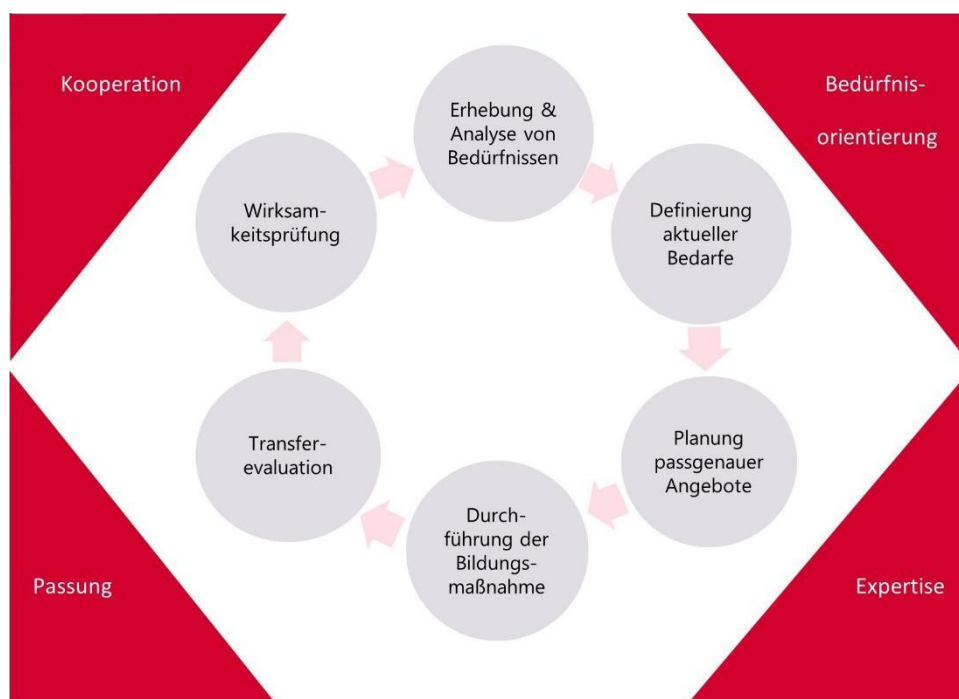 Kooperation
Bedürfnis-
orientierung
Erhebung &
Analyse von
Bedürfnissen
Definierung
aktueller
Bedarfe
Planung
passgenauer
Angebote
Durch-
führung der
Bildungs-
maßnahme
Transfer-
evaluation
Wirksam-
keitsprüfung
Passung
Expertise